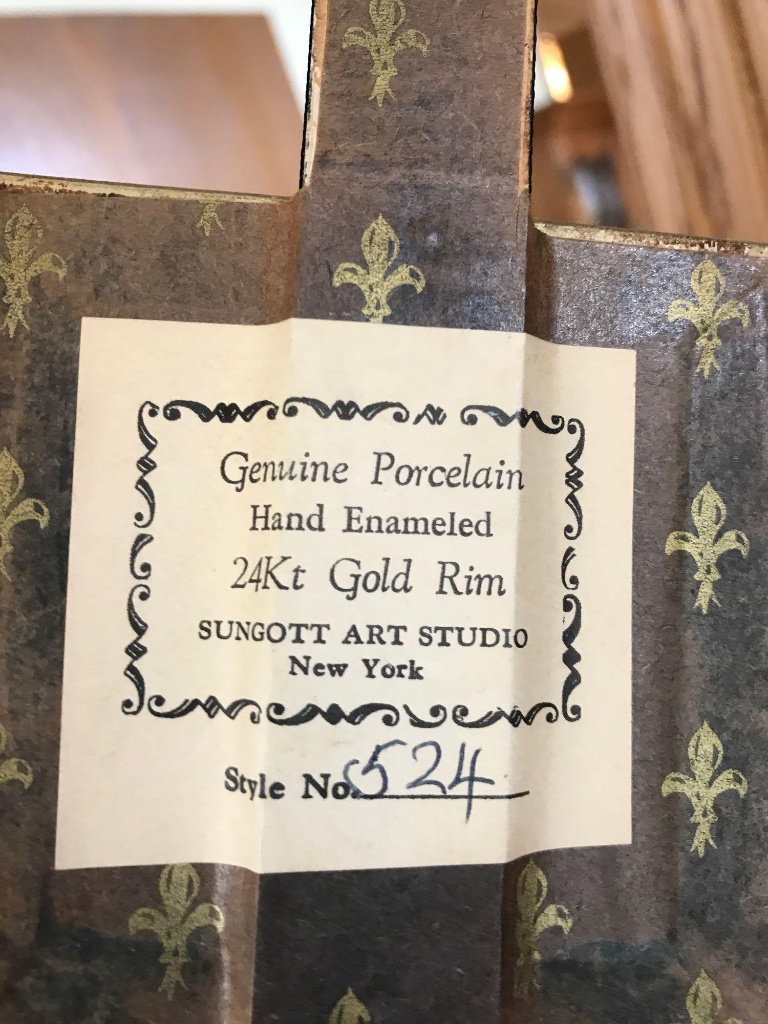 Genuine Porcelain
Hand Enameled
24Kt Gold Rim
SUNGOTT ART STUDIO
New York
Style No. 524